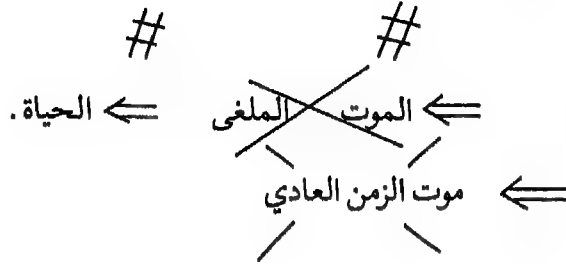 # #
⇐ الموت الملغى ⇐ الحياة .
⇐ موت الزمن العادي